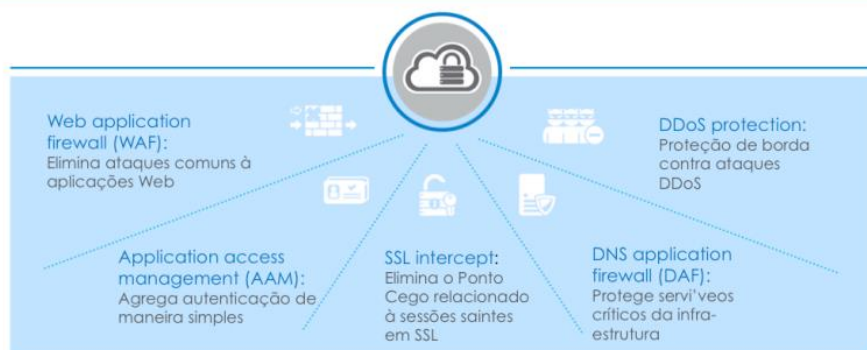 Web application
firewall (WAF):
Elimina ataques comuns à
aplicações Web
DDoS protection:
Proteção de borda
contra ataques
DDoS
Application access
management (AAM):
Agrega autenticação de
maneira simples
SSL intercept:
Elimina o Ponto
Cego relacionado
à sessões saintes
em SSL
DNS application
firewall (DAF):
Protege servi'veos
críticos da infra-
estrutura